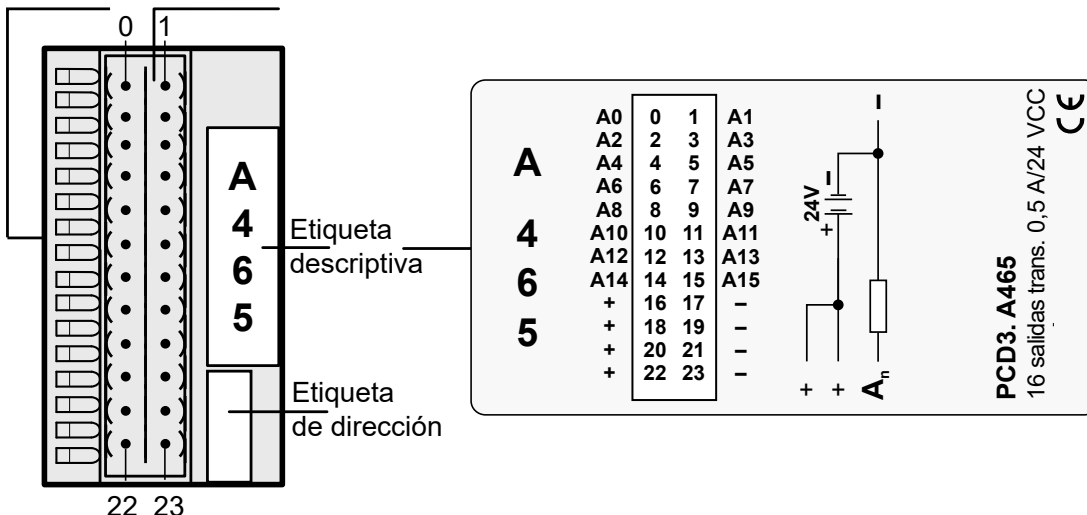 0 1
A
4
6
5
Etiqueta
descriptiva
Etiqueta
de dirección
22 23
A
4
6
5
A0 0 1 A1
A2 2 3 A3
A4 4 5 A5
A6 6 7 A7
A8 8 9 A9
A10 10 11 A11
A12 12 13 A13
A14 14 15 A15
+ 16 17 –
+ 18 19 –
+ 20 21 –
+ 22 23 –
24V
– +
–
+ + An
PCD3. A465
16 salidas trans. 0,5 A/24 VCC
CE